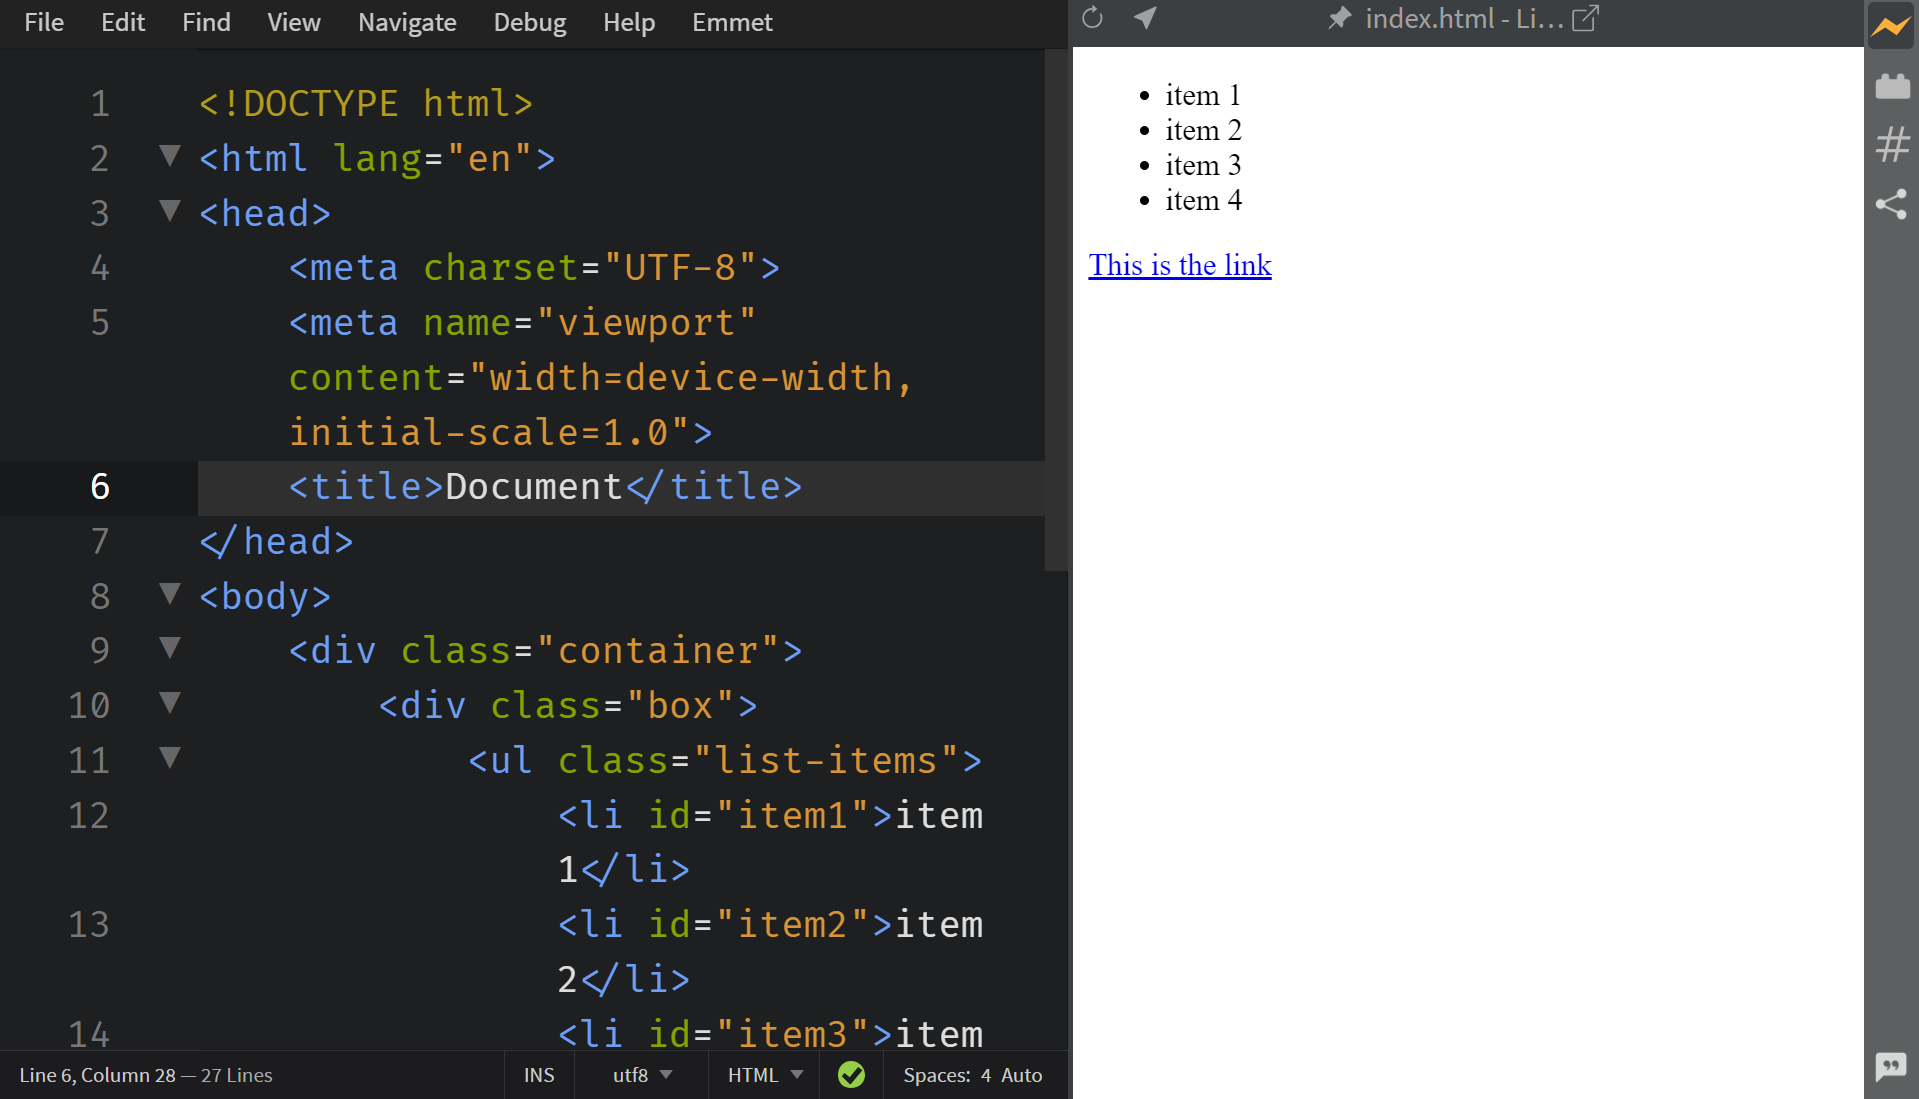 File Edit Find View Navigate Debug Help Emmet
1 <!DOCTYPE html>
2 <html lang="en">
3 <head>
4 <meta charset="UTF-8">
5 <meta name="viewport"
content="width=device-width,
initial-scale=1.0">
6 <title>Document</title>
7 </head>
8 <body>
9 <div class="container">
10 <div class="box">
11 <ul class="list-items">
12 <li id="item1">item
1</li>
13 <li id="item2">item
2</li>
14 <li id="item3">item
Line 6, Column 28 — 27 Lines INS utf8 HTML Spaces: 4 Auto
index.html - Li...
• item 1
• item 2
• item 3
• item 4
This is the link